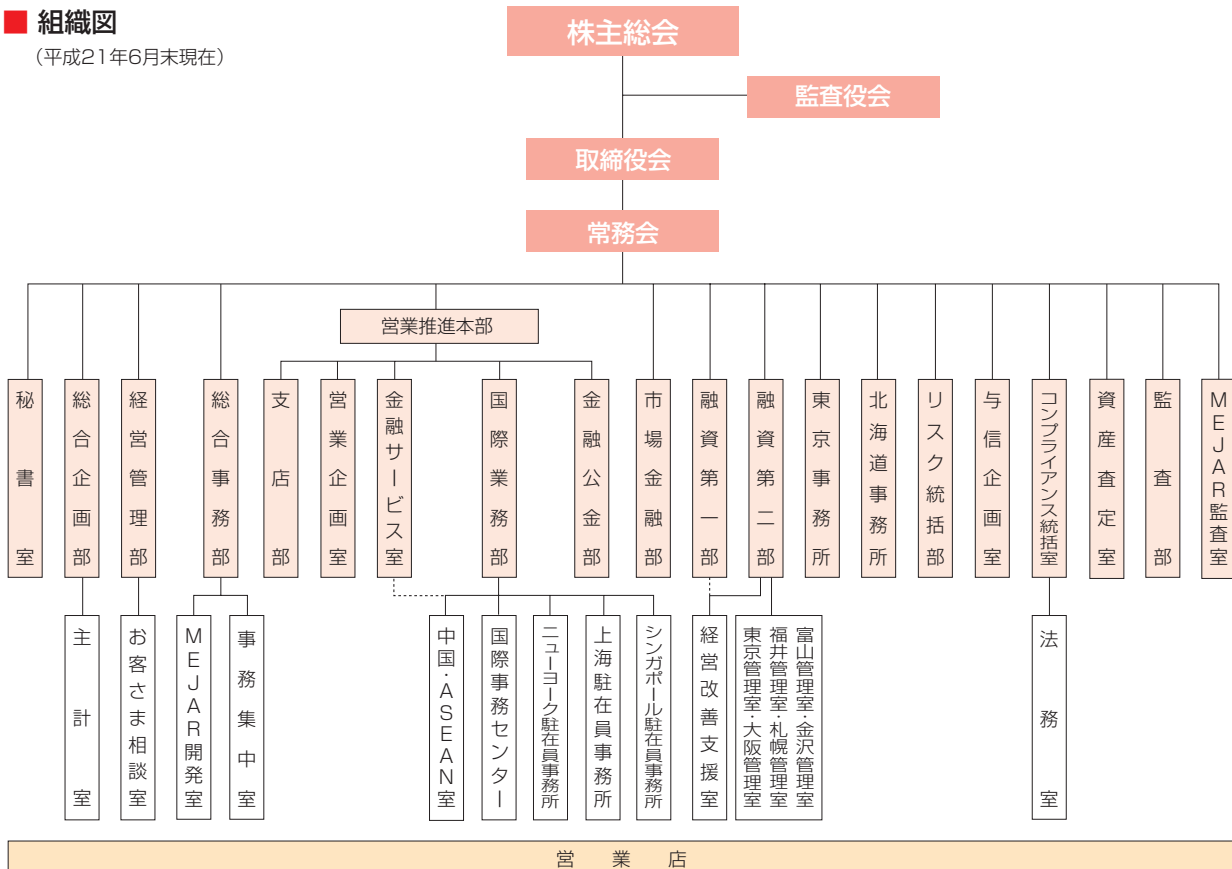 組織図
（平成21年6月末現在）
株主総会
監査役会
取締役会
常務会
営業推進本部
秘書室
総合企画部
経営管理部
総合事務部
支店部
営業企画室
金融サービス室
国際業務部
金融公金部
市場金融部
融資第一部
融資第二部
東京事務所
北海道事務所
リスク統括部
与信企画室
コンプライアンス統括室
資産査定室
監査部
MEJAR監査室
主計室
お客さま相談室
MEJAR開発室
事務集中室
中国・ASEAN室
国際事務センター
ニューヨーク駐在員事務所
上海駐在員事務所
シンガポール駐在員事務所
経営改善支援室
富山管理室・金沢管理室
福井管理室・札幌管理室
東京管理室・大阪管理室
法務室
営業店